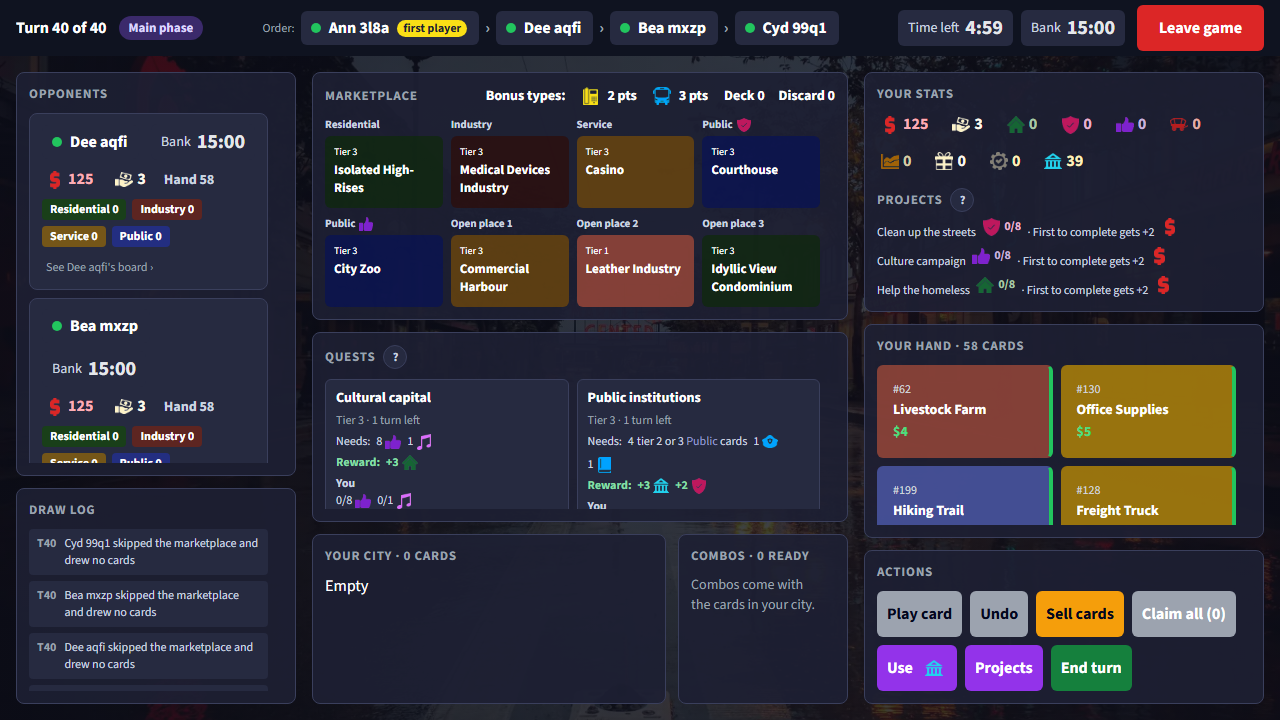 Turn 40 of 40 Main phase Order: Ann 3l8a first player › Dee aqfi › Bea mxzp › Cyd 99q1 Time left 4:59 Bank 15:00 Leave game
OPPONENTS
Dee aqfi Bank 15:00
125 3 Hand 58
Residential 0 Industry 0
Service 0 Public 0
See Dee aqfi's board ›
Bea mxzp
Bank 15:00
125 3 Hand 58
Residential 0 Industry 0
Service 0 Public 0
DRAW LOG
T40 Cyd 99q1 skipped the marketplace and
drew no cards
T40 Bea mxzp skipped the marketplace
and drew no cards
T40 Dee aqfi skipped the marketplace and
drew no cards
MARKETPLACE Bonus types: 2 pts 3 pts Deck 0 Discard 0
Residential Industry Service Public
Tier 3 Tier 3 Tier 3 Tier 3
Isolated High- Medical Devices Casino Courthouse
Rises Industry
Public Open place 1 Open place 2 Open place 3
Tier 3 Tier 3 Tier 1 Tier 3
City Zoo Commercial Leather Industry Idyllic View
Harbour Condominium
QUESTS ?
Cultural capital
Tier 3 · 1 turn left
Needs: 8 1
Reward: +3
You
0/8 0/1
Public institutions
Tier 3 · 1 turn left
Needs: 4 tier 2 or 3 Public cards 1
1
Reward: +3 +2
You
YOUR CITY · 0 CARDS
Empty
COMBOS · 0 READY
Combos come with
the cards in your city.
YOUR STATS
$ 125 3 0 0 0 0
0 0 0 39
PROJECTS ?
Clean up the streets 0/8 · First to complete gets +2 $
Culture campaign 0/8 · First to complete gets +2 $
Help the homeless 0/8 · First to complete gets +2 $
YOUR HAND · 58 CARDS
#62 #130
Livestock Farm Office Supplies
$4 $5
#199 #128
Hiking Trail Freight Truck
ACTIONS
Play card Undo Sell cards Claim all (0)
Use Projects End turn